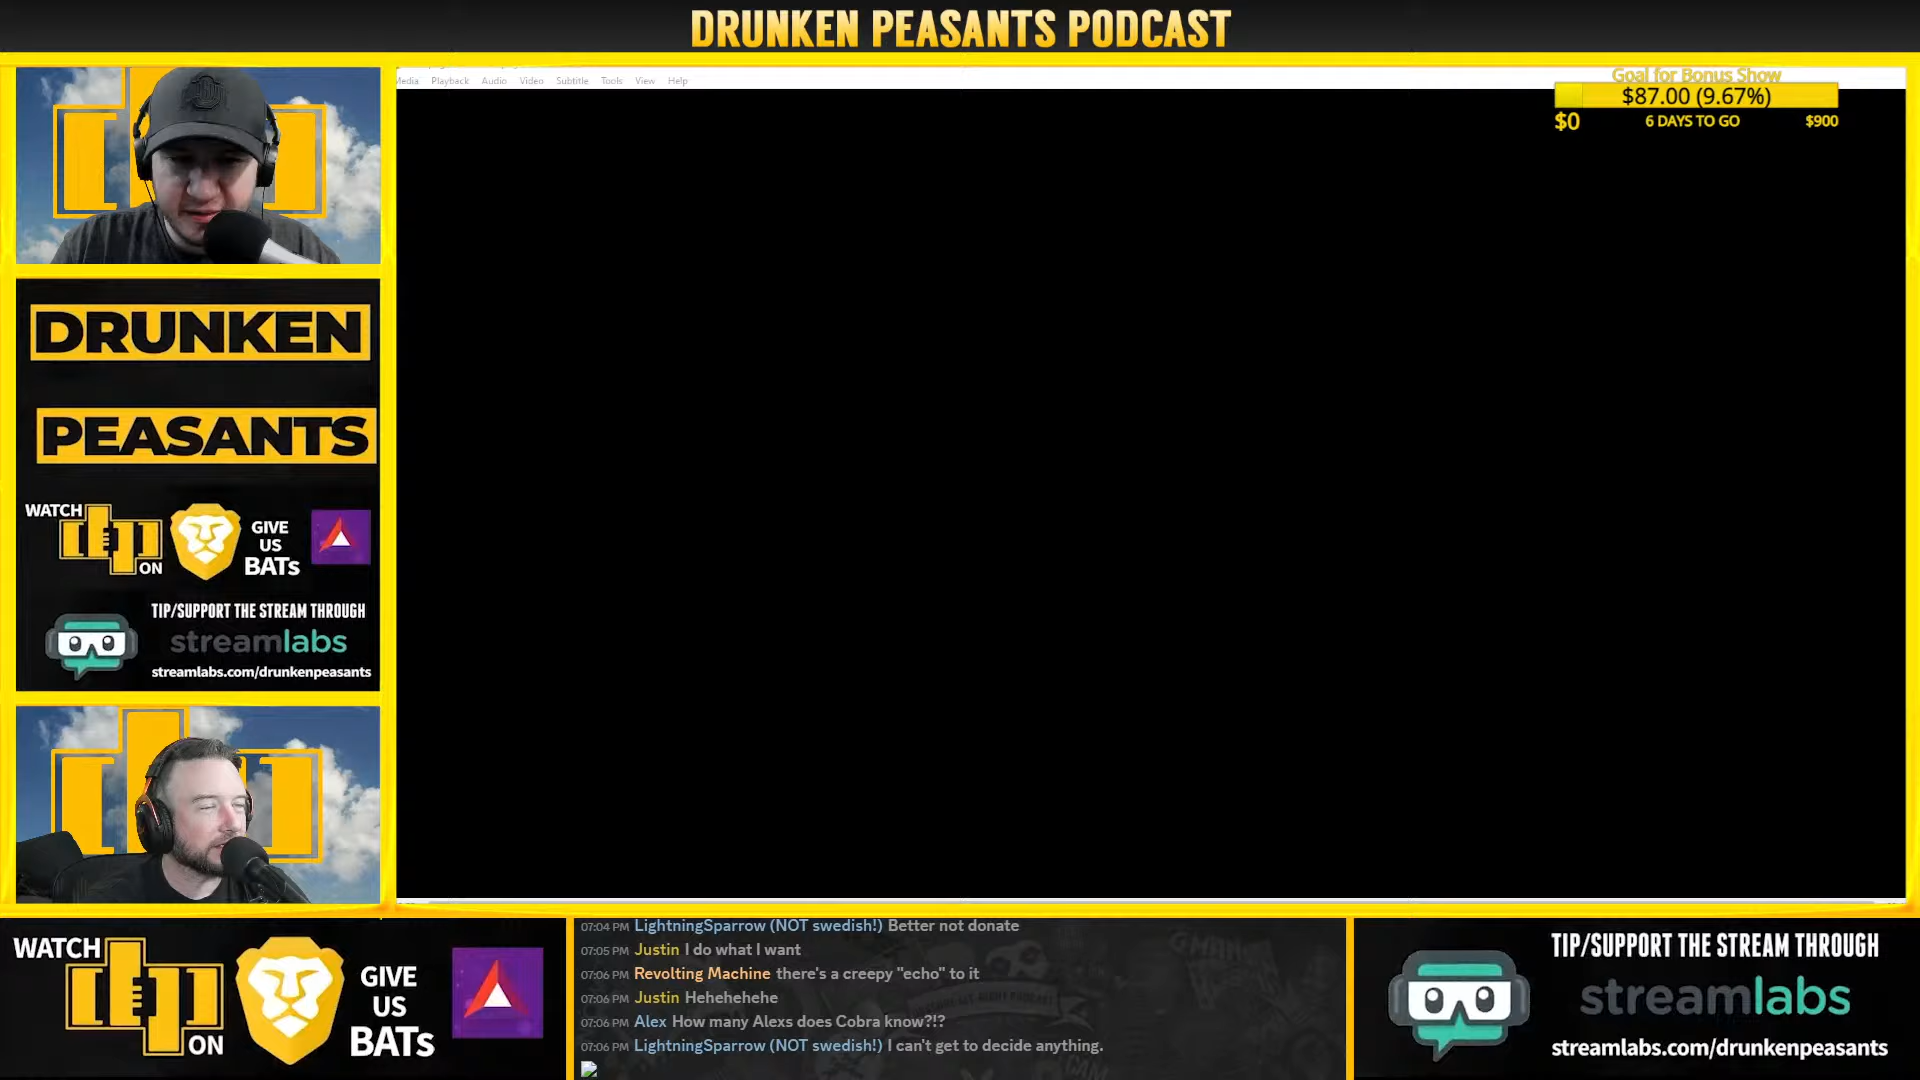 DRUNKEN PEASANTS PODCAST
Media Playback Audio Video Subtitle Tools View Help
Goal for Bonus Show
$87.00 (9.67%)
$0 6 DAYS TO GO $900
DRUNKEN
PEASANTS
WATCH
ON
GIVE
US
BATs
TIP/SUPPORT THE STREAM THROUGH
streamlabs
streamlabs.com/drunkenpeasants
07:04 PM LightningSparrow (NOT swedish!) Better not donate
07:05 PM Justin I do what I want
07:06 PM Revolting Machine there's a creepy "echo" to it
07:06 PM Justin Hehehehehe
07:06 PM Alex How many Alexs does Cobra know?!?
07:06 PM LightningSparrow (NOT swedish!) I can't get to decide anything.
WATCH
ON
GIVE
US
BATs
TIP/SUPPORT THE STREAM THROUGH
streamlabs
streamlabs.com/drunkenpeasants